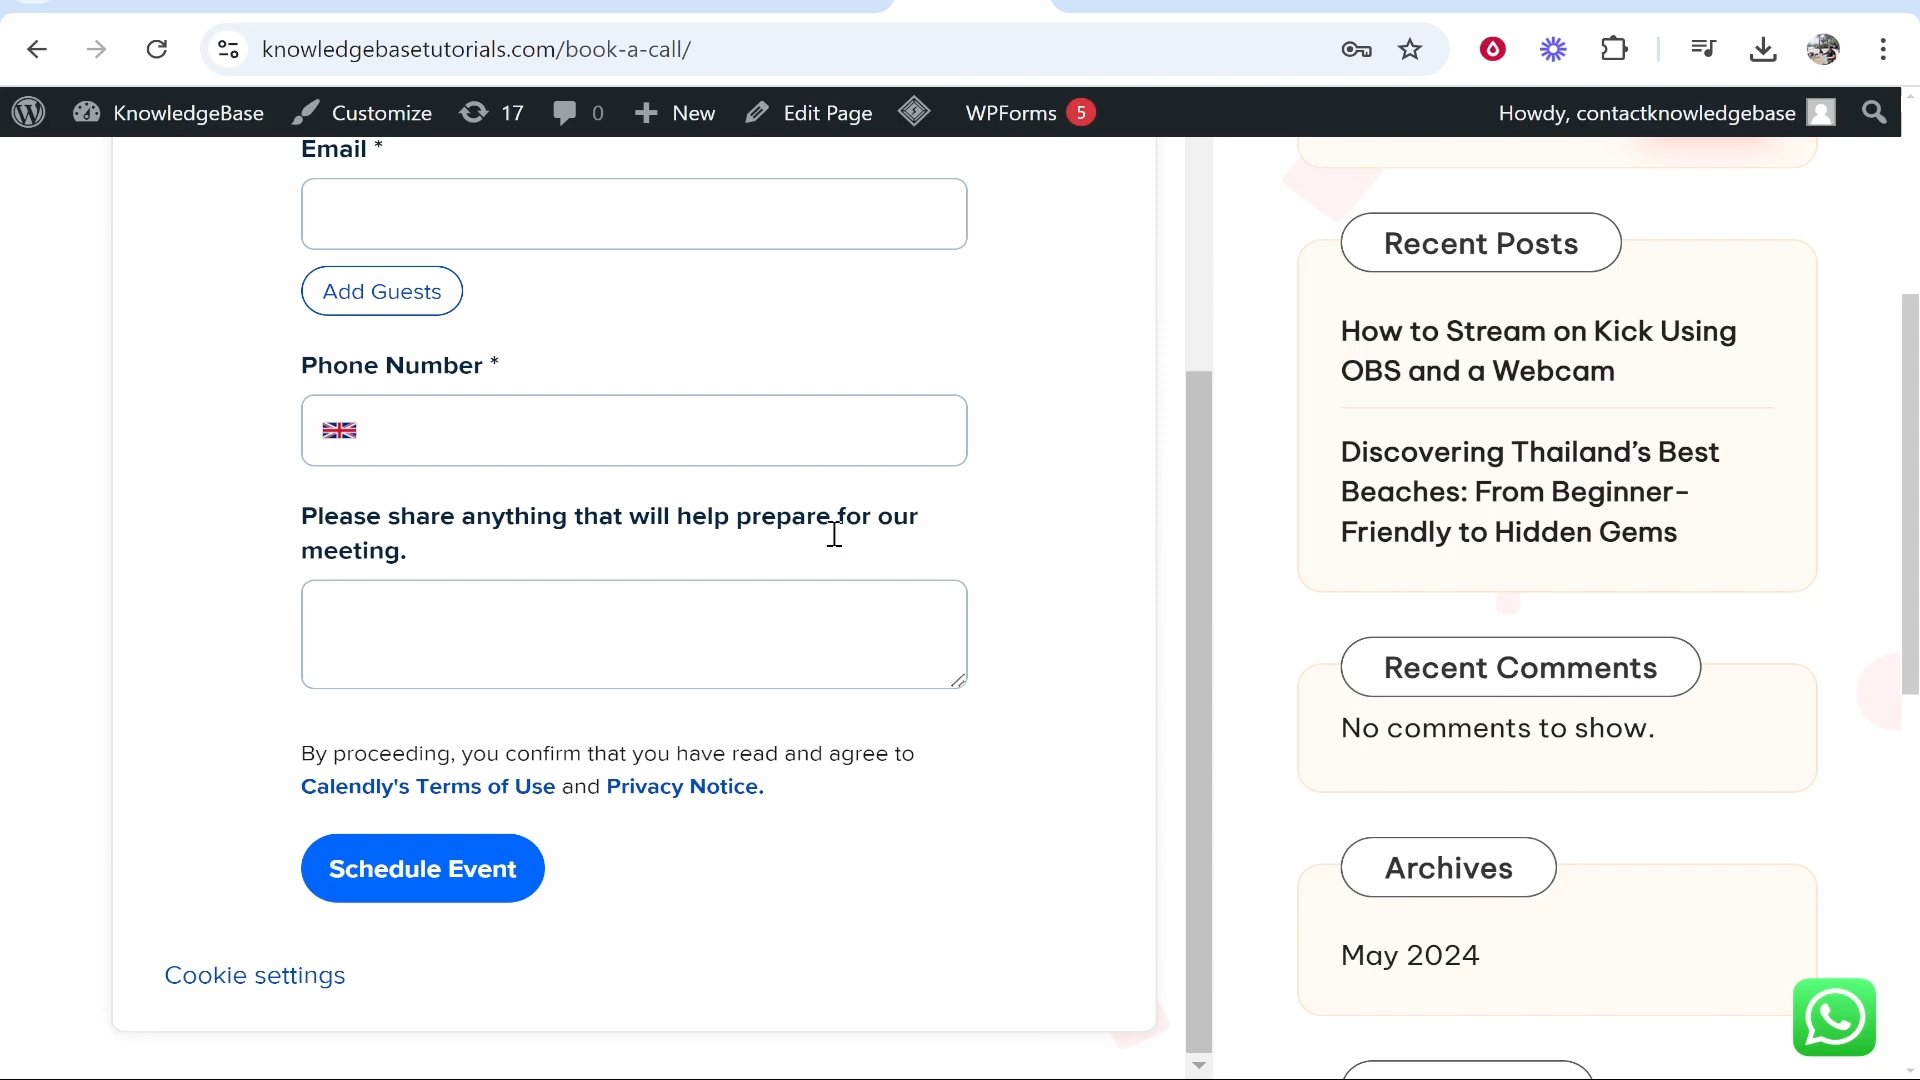 knowledgebasetutorials.com/book-a-call/
KnowledgeBase Customize 17 0 New Edit Page WPForms 5 Howdy, contactknowledgebase
Email *
Add Guests
Phone Number *
Please share anything that will help prepare for our
meeting.
By proceeding, you confirm that you have read and agree to
Calendly's Terms of Use and Privacy Notice.
Schedule Event
Cookie settings
Recent Posts
How to Stream on Kick Using
OBS and a Webcam
Discovering Thailand’s Best
Beaches: From Beginner-
Friendly to Hidden Gems
Recent Comments
No comments to show.
Archives
May 2024